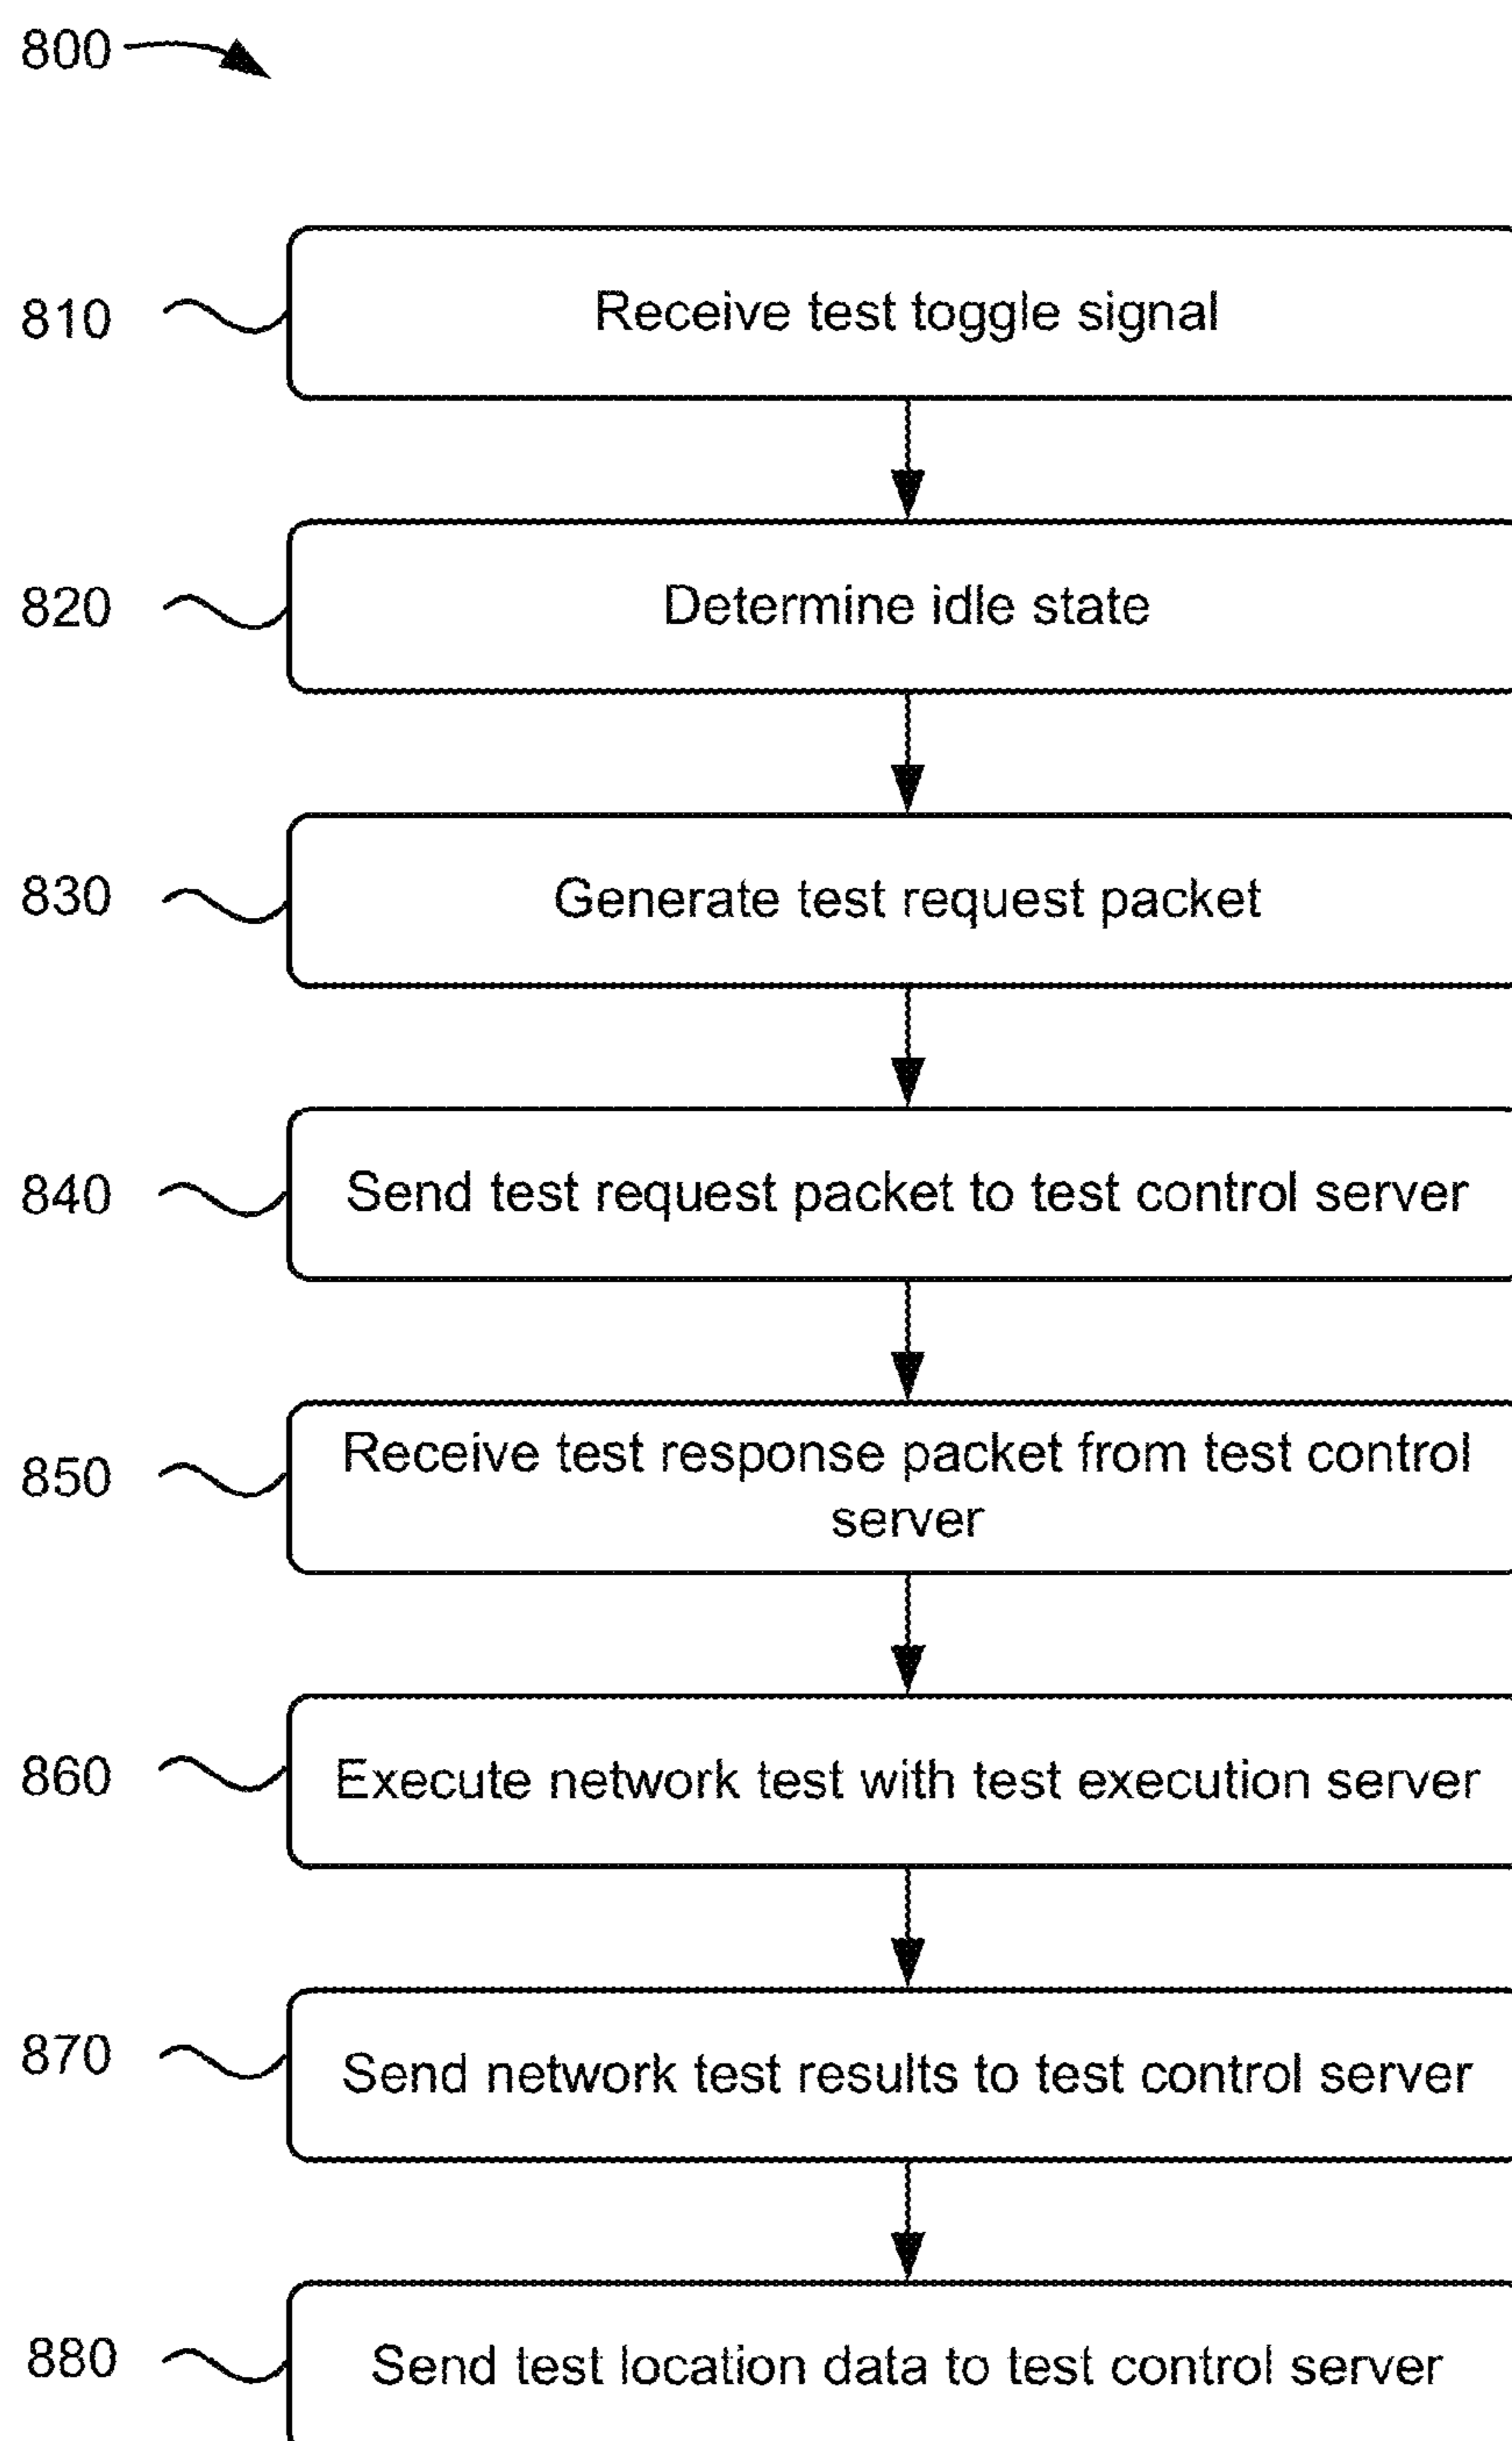 800
810
Receive test toggle signal
820
Determine idle state
830
Generate test request packet
840
Send test request packet to test control server
850
Receive test response packet from test control
server
860
Execute network test with test execution server
870
Send network test results to test control server
880
Send test location data to test control server